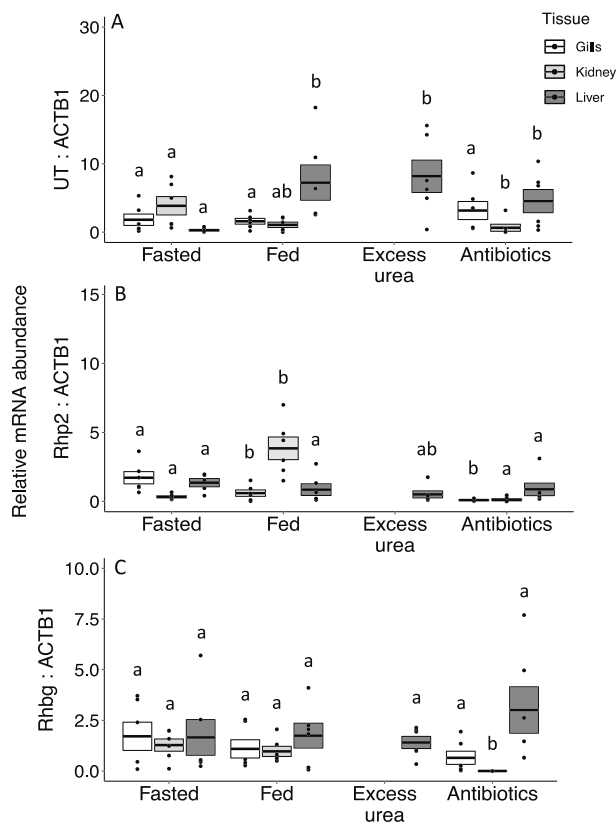 Tissue
Gills
Kidney
Liver
A
UT : ACTB1
30
20
10
0
a
a
a
a
ab
b
b
a
b
b
Fasted
Fed
Excess
urea
Antibiotics
Relative mRNA abundance
B
Rhp2 : ACTB1
15
10
5
0
a
a
a
b
b
a
ab
b
a
a
Fasted
Fed
Excess
urea
Antibiotics
C
Rhbg : ACTB1
10.0
7.5
5.0
2.5
0.0
a
a
a
a
a
a
a
a
b
a
Fasted
Fed
Excess
urea
Antibiotics